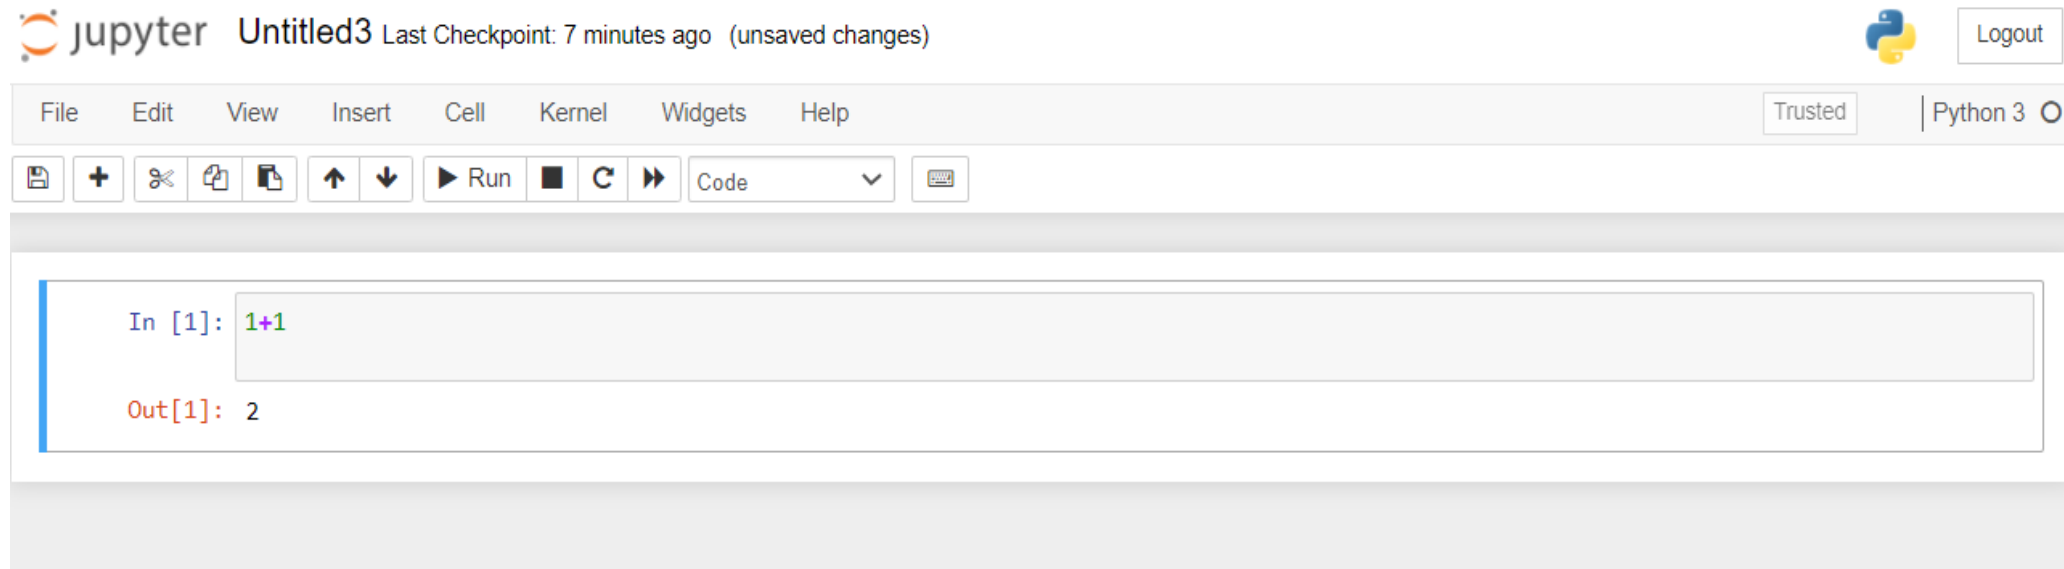 jupyter Untitled3 Last Checkpoint: 7 minutes ago (unsaved changes) Logout
File Edit View Insert Cell Kernel Widgets Help Trusted Python 3
Run Code
In [1]: 1+1
Out[1]: 2